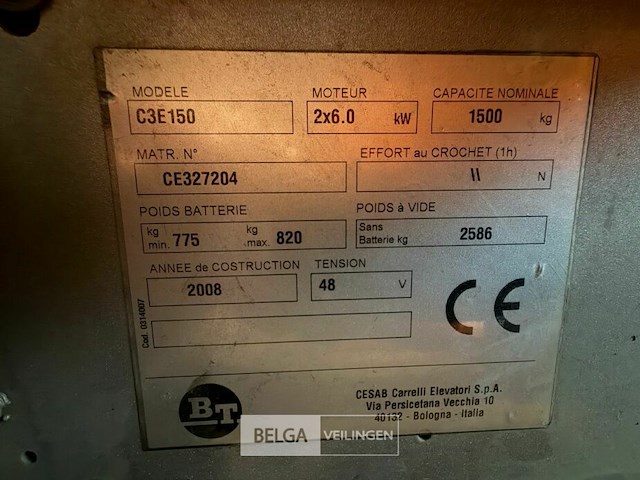 MODELE MOTEUR CAPACITE NOMINALE
C3E150 2x6.0 kW 1500 kg
MATR. N° EFFORT au CROCHET (1h)
CE327204 \\ N
POIDS BATTERIE POIDS à VIDE
kg min. 775 kg max. 820 Sans Batterie kg 2586
ANNEE de COSTRUCTION TENSION
2008 48 V
CE
Cod. 0314007
BT
CESAB Carrelli Elevatori S.p.A.
Via Persicetana Vecchia 10
40132 - Bologna - Italia
BELGA VEILINGEN